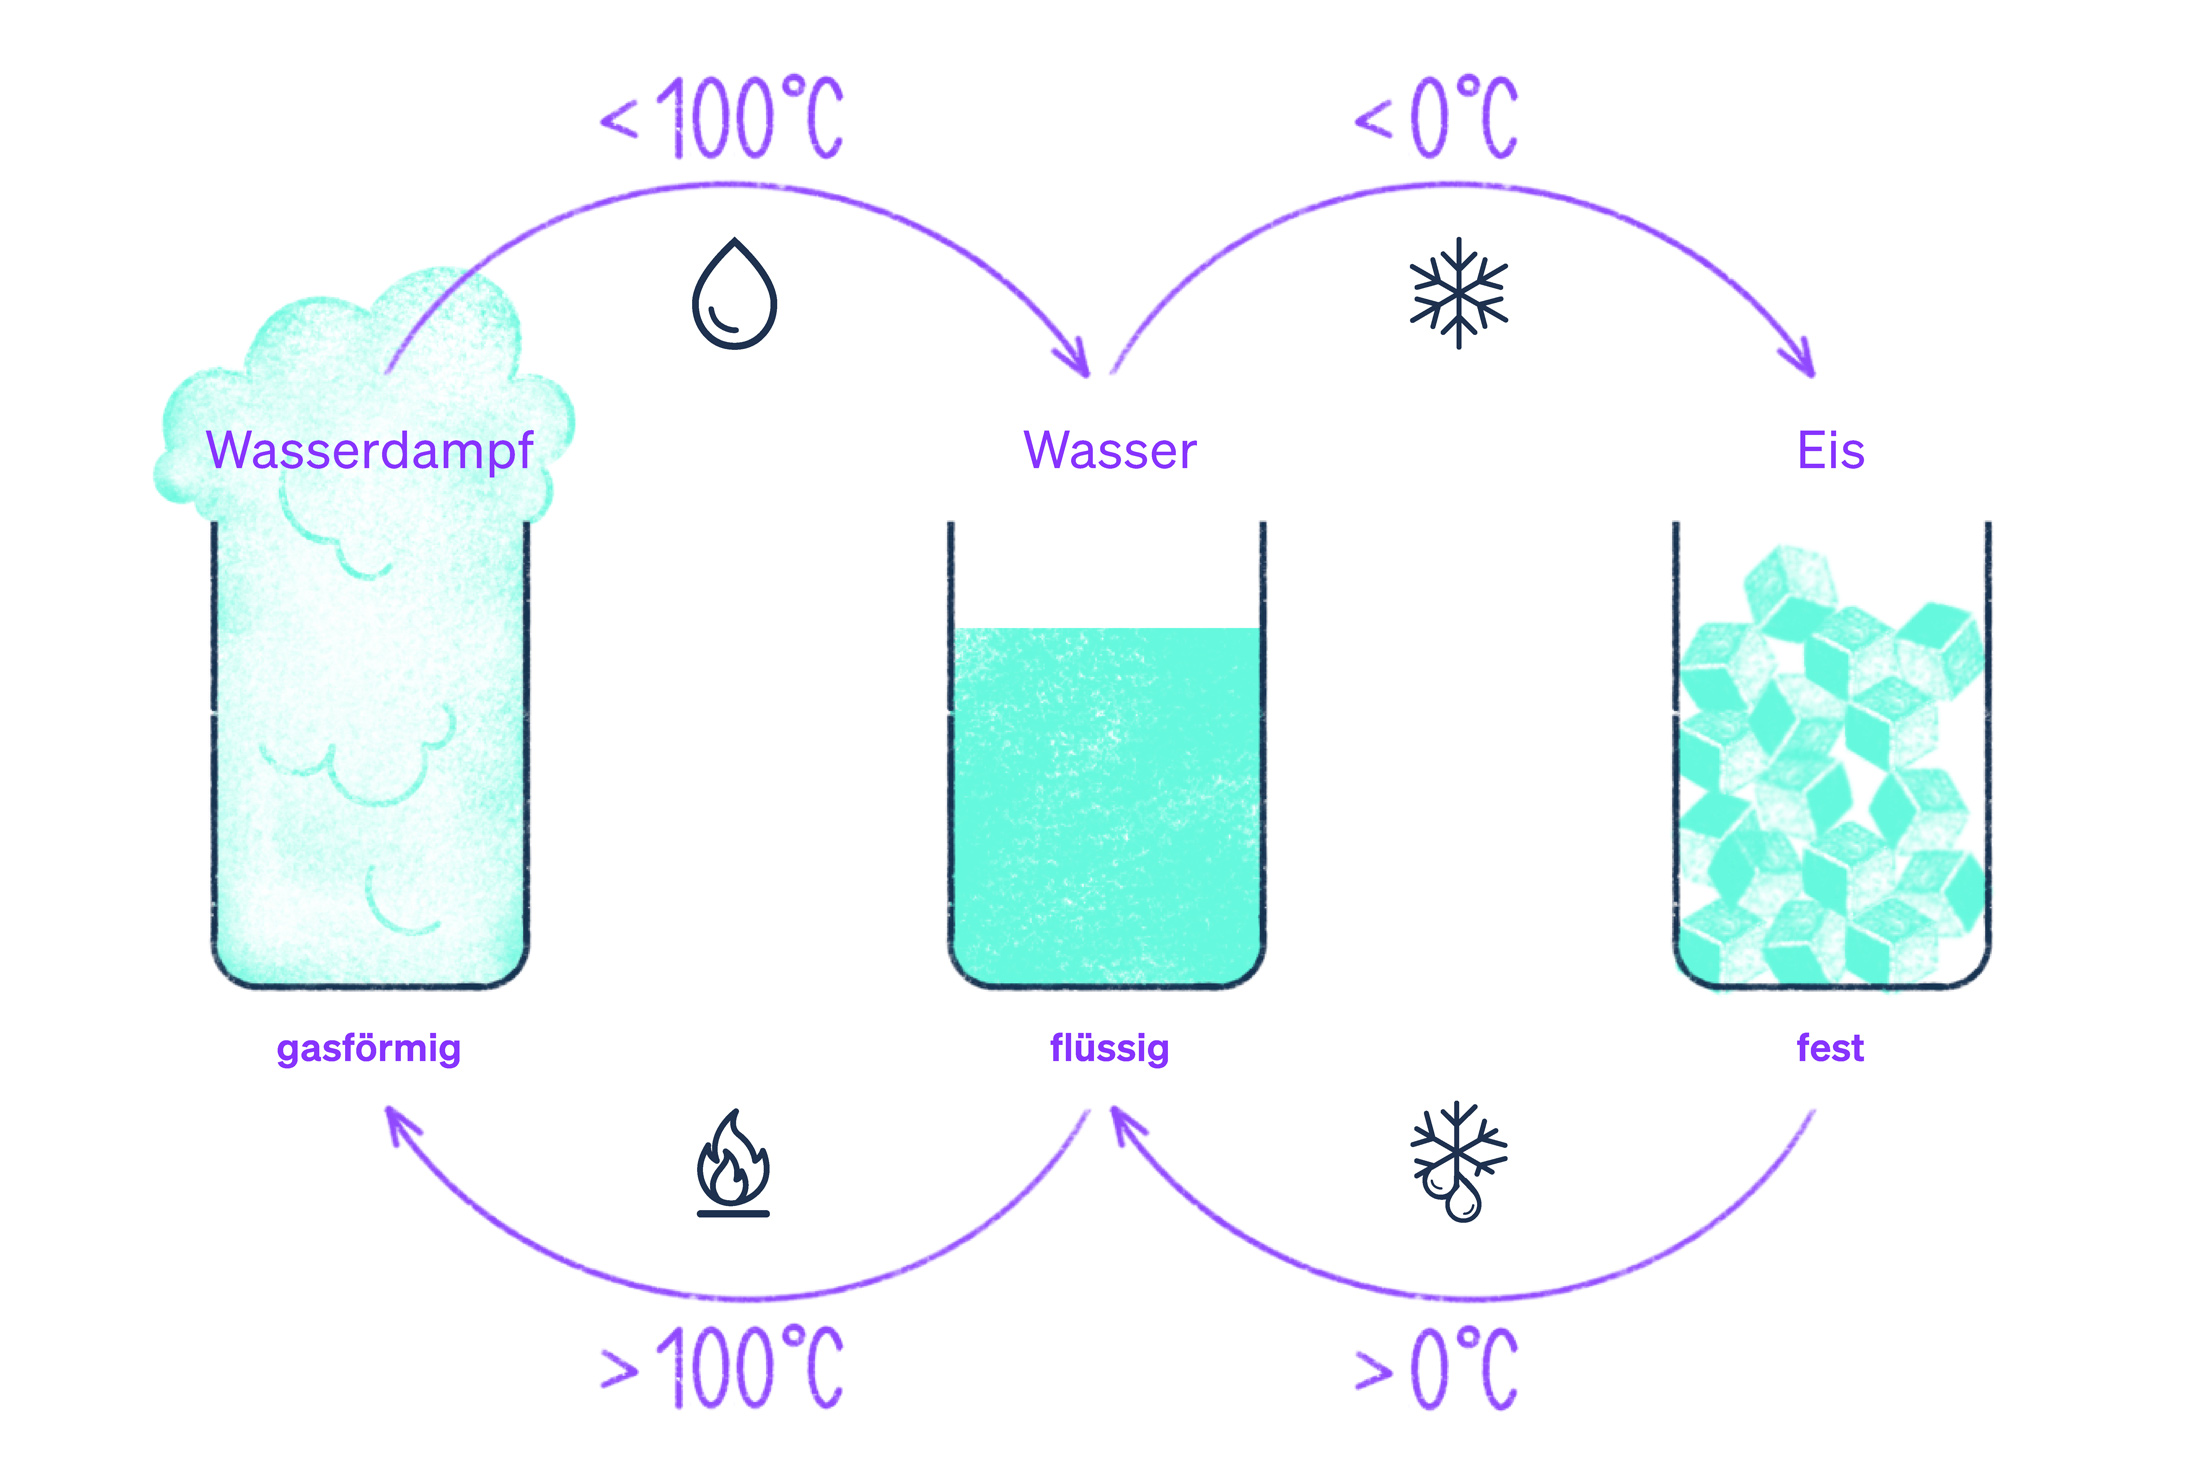 <100°C
<0°C
Wasserdampf
Wasser
Eis
gasförmig
flüssig
fest
>100°C
>0°C